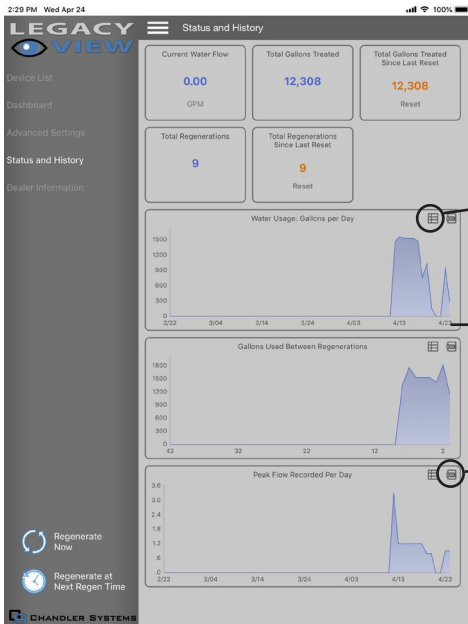 2:29 PM Wed Apr 24
100%
LEGACY
VIEW
Status and History
Device List
Dashboard
Advanced Settings
Status and History
Dealer Information
Current Water Flow
0.00
GPM
Total Gallons Treated
12,308
Total Gallons Treated
Since Last Reset
12,308
Reset
Total Regenerations
9
Total Regenerations
Since Last Reset
9
Reset
Water Usage: Gallons per Day
1500
1200
900
600
300
0
2/22 3/04 3/14 3/24 4/03 4/13 4/23
Gallons Used Between Regenerations
1800
1500
1200
900
600
300
0
42 32 22 12 2
Peak Flow Recorded Per Day
3.6
3.0
2.4
1.8
1.2
.6
.0
2/22 3/04 3/14 3/24 4/03 4/13 4/23
Regenerate
Now
Regenerate at
Next Regen Time
CHANDLER SYSTEMS